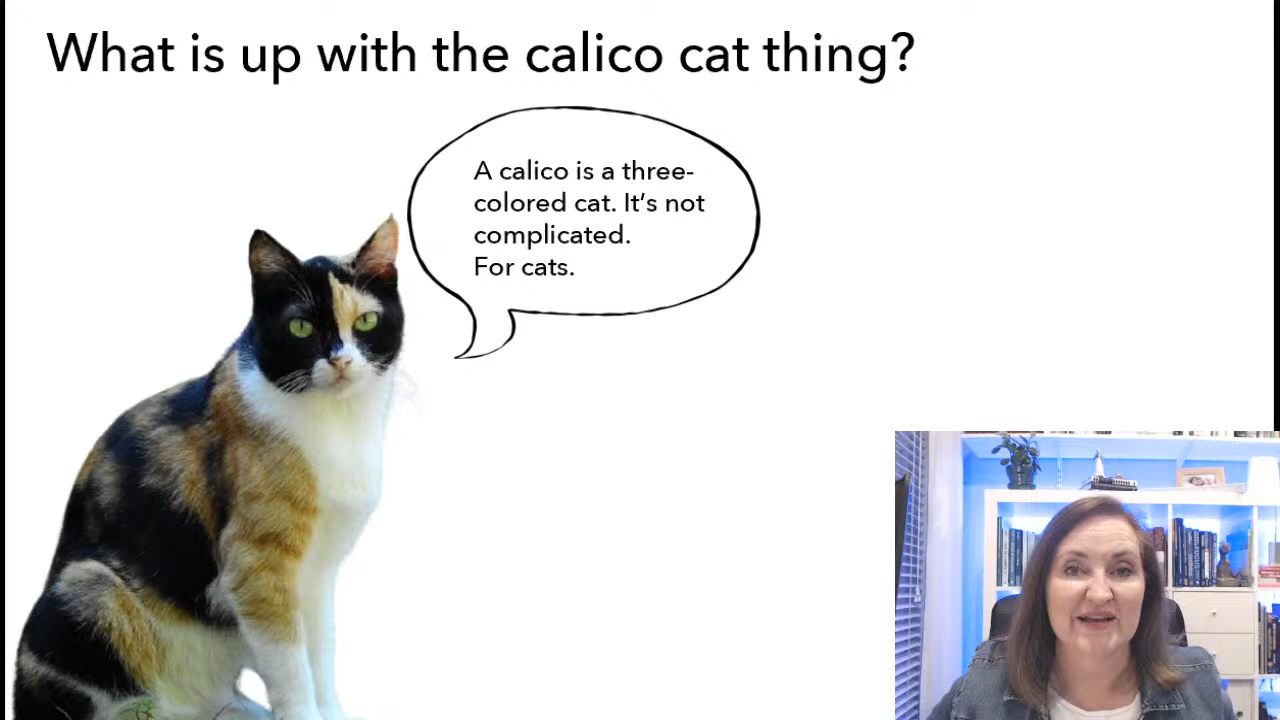 What is up with the calico cat thing?
A calico is a three-
colored cat. It’s not
complicated.
For cats.